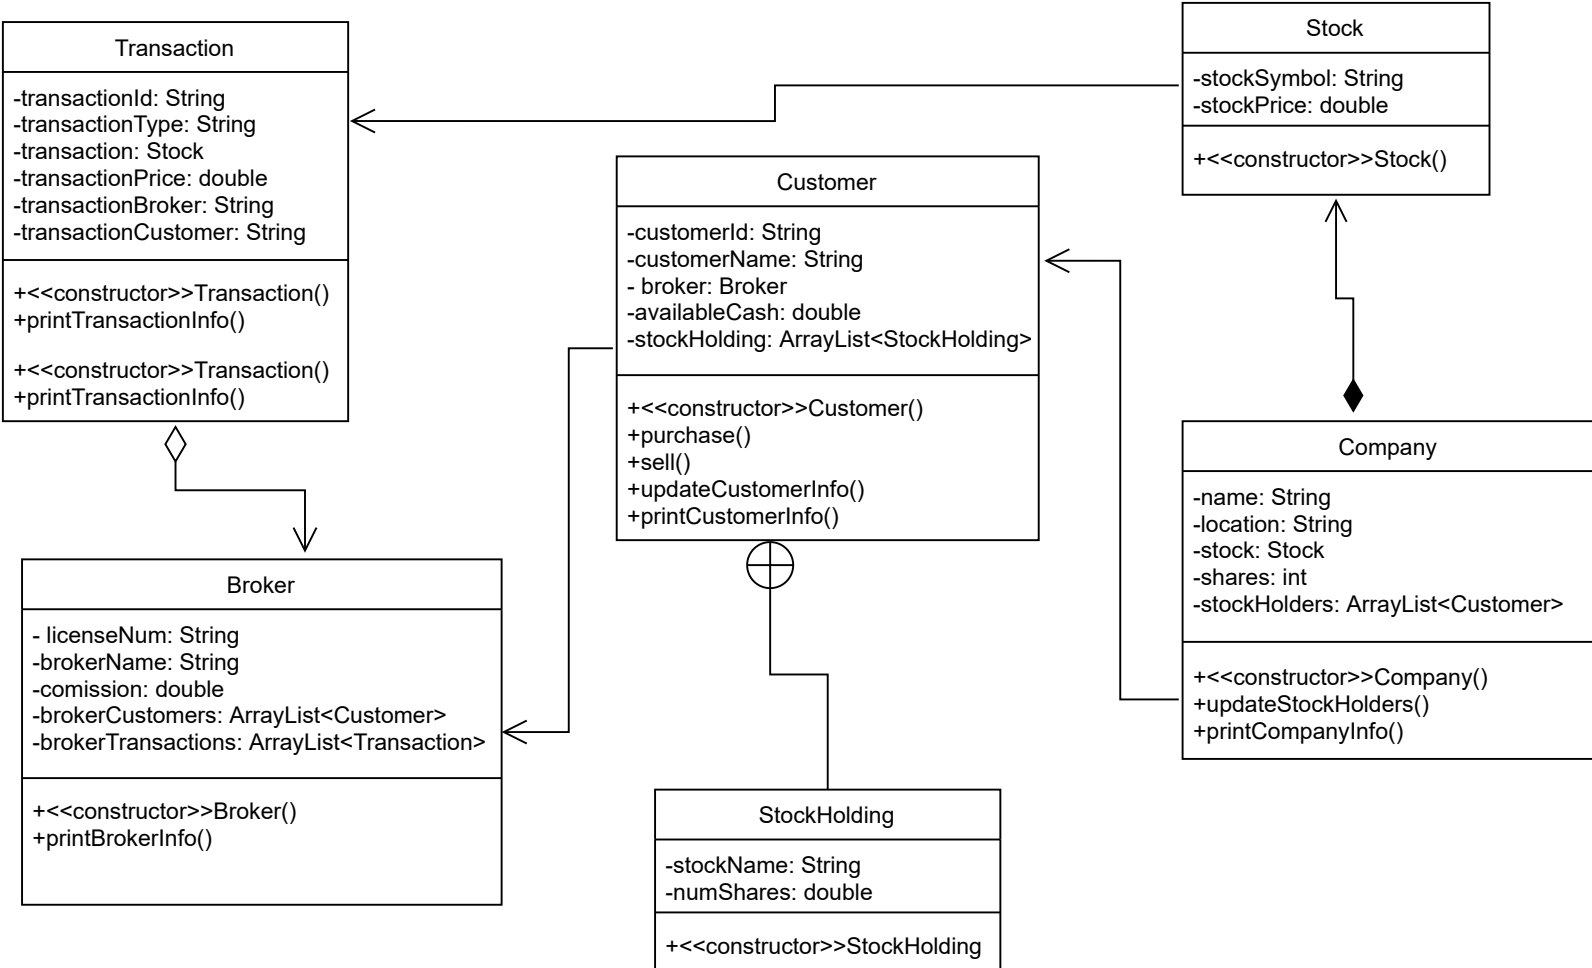 Transaction
-transactionId: String
-transactionType: String
-transaction: Stock
-transactionPrice: double
-transactionBroker: String
-transactionCustomer: String
+<<constructor>>Transaction()
+printTransactionInfo()
+<<constructor>>Transaction()
+printTransactionInfo()
Stock
-stockSymbol: String
-stockPrice: double
+<<constructor>>Stock()
Customer
-customerId: String
-customerName: String
- broker: Broker
-availableCash: double
-stockHolding: ArrayList<StockHolding>
+<<constructor>>Customer()
+purchase()
+sell()
+updateCustomerInfo()
+printCustomerInfo()
Company
-name: String
-location: String
-stock: Stock
-shares: int
-stockHolders: ArrayList<Customer>
+<<constructor>>Company()
+updateStockHolders()
+printCompanyInfo()
Broker
- licenseNum: String
-brokerName: String
-comission: double
-brokerCustomers: ArrayList<Customer>
-brokerTransactions: ArrayList<Transaction>
+<<constructor>>Broker()
+printBrokerInfo()
StockHolding
-stockName: String
-numShares: double
+<<constructor>>StockHolding